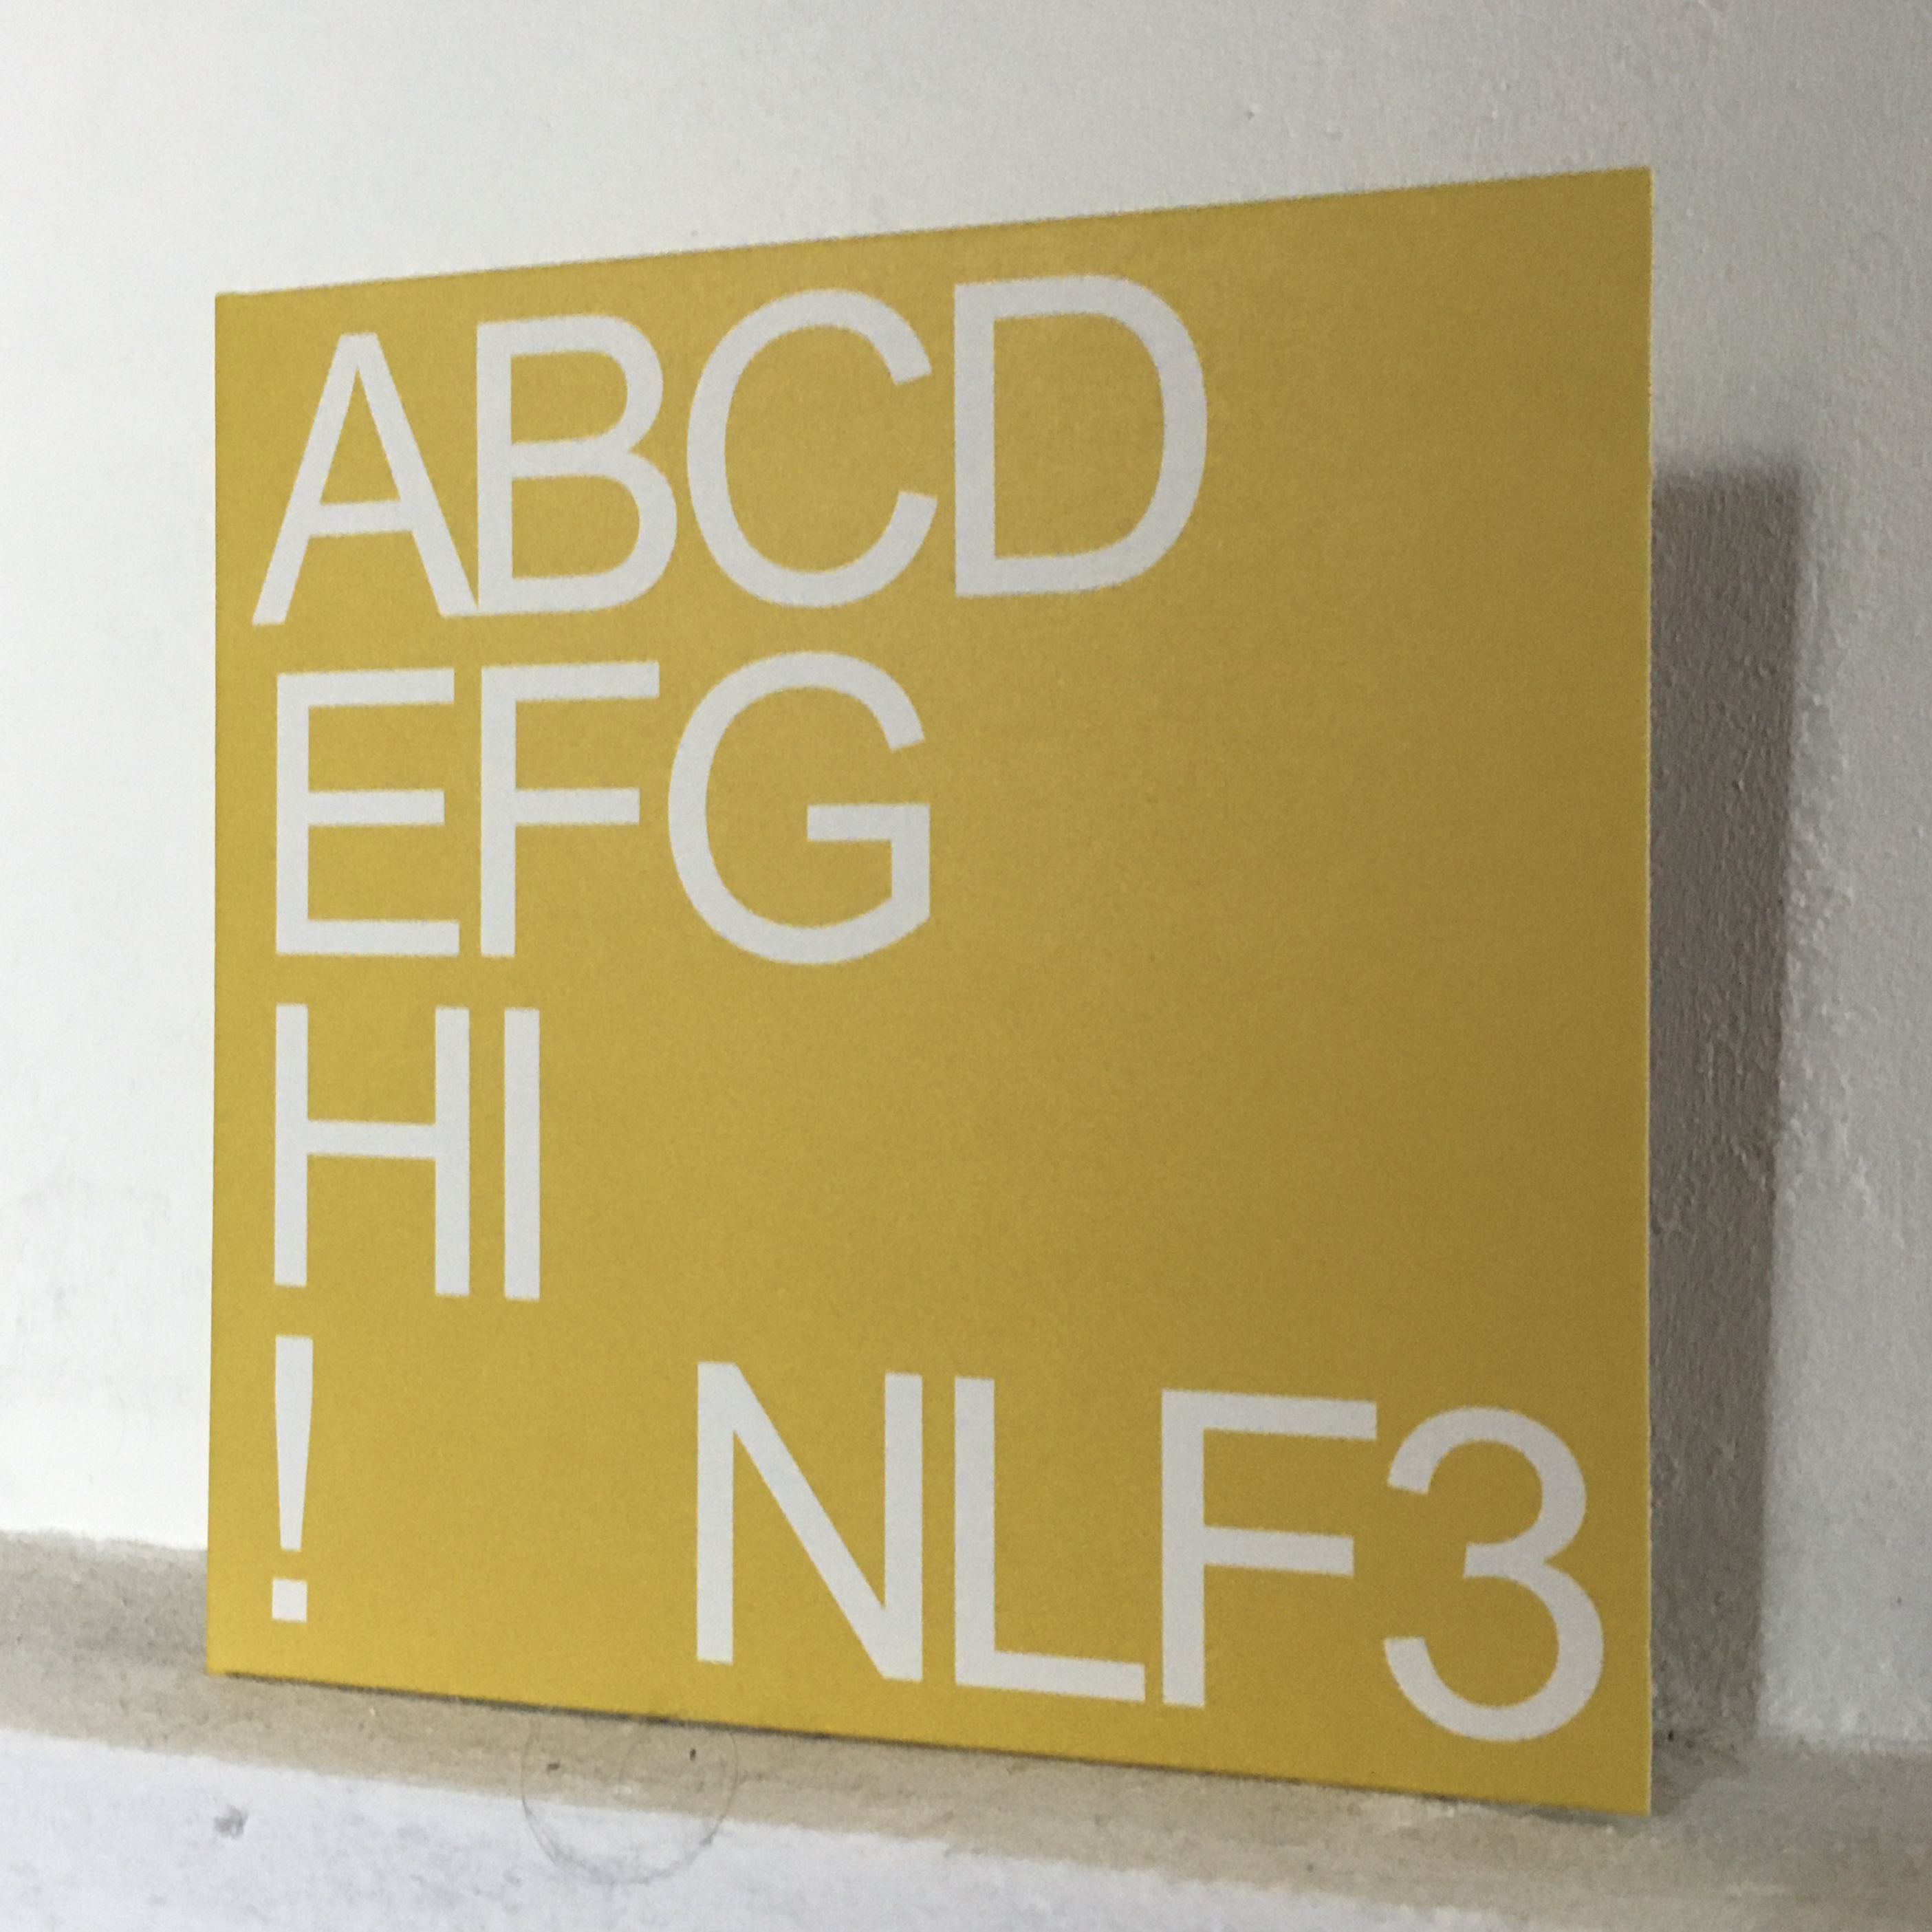 ABCD
EFG
HI
! NLF3